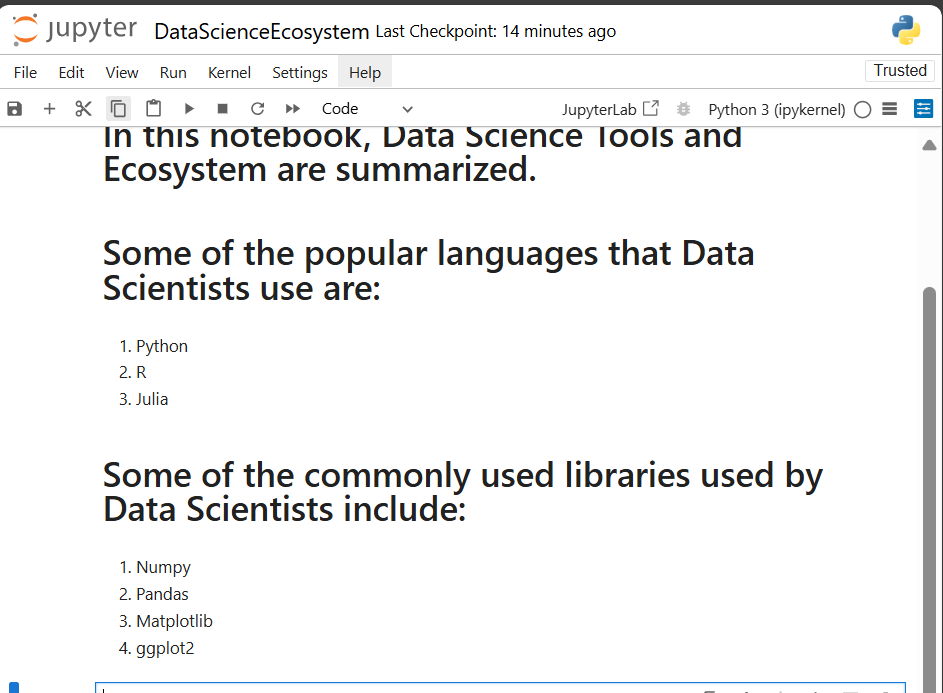 jupyter DataScienceEcosystem Last Checkpoint: 14 minutes ago
File Edit View Run Kernel Settings Help Trusted
Code JupyterLab Python 3 (ipykernel)
In this notebook, Data Science Tools and
Ecosystem are summarized.
Some of the popular languages that Data
Scientists use are:
1. Python
2. R
3. Julia
Some of the commonly used libraries used by
Data Scientists include:
1. Numpy
2. Pandas
3. Matplotlib
4. ggplot2